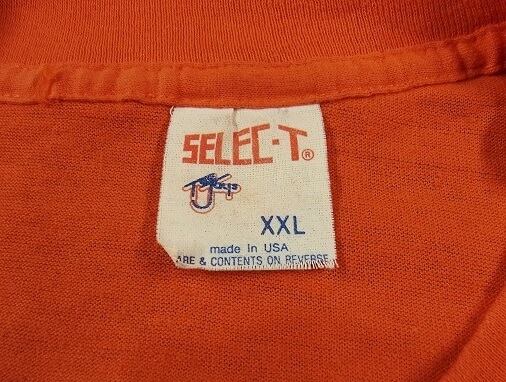 SELEC-T®
XXL
made in USA
ARE & CONTENTS ON REVERSE